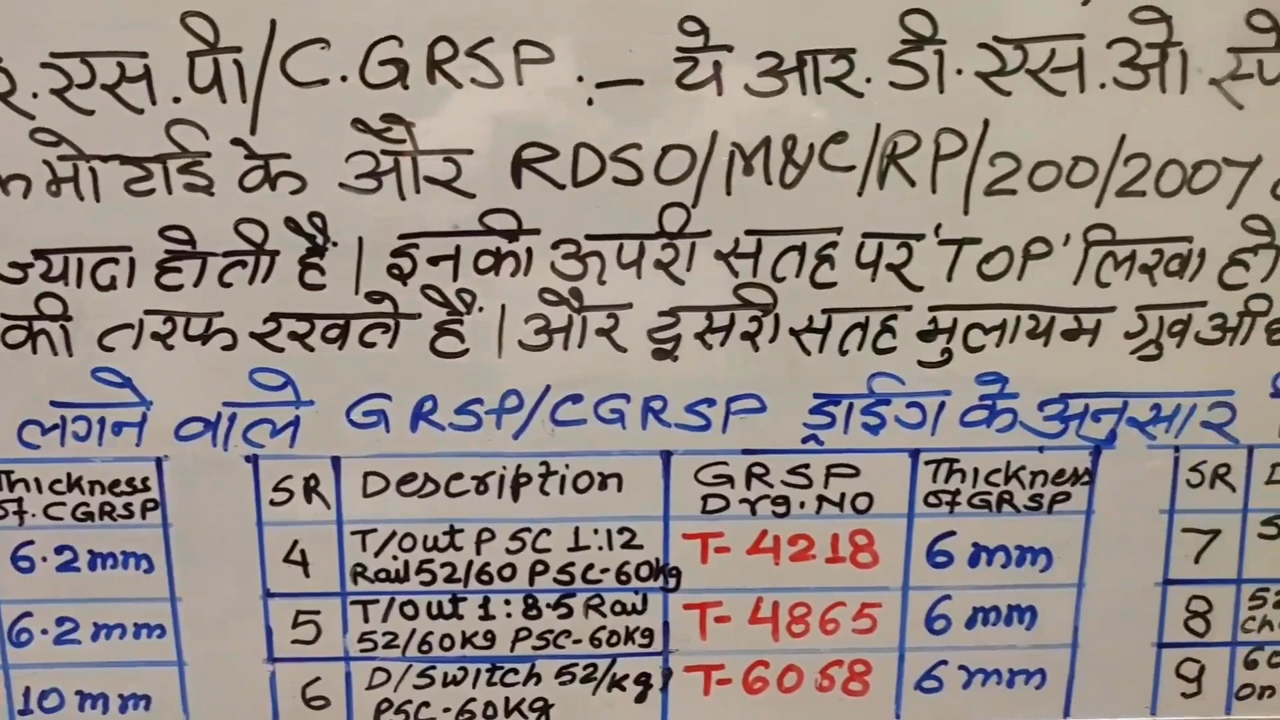 र.एस.पी/C.GRSP :- ये आर.डी.एस.ओ स्पे
मोटाई के और RDSO/M&C/RP/200/2007
ज्यादा होती हैं। इनकी ऊपरी सतह पर 'TOP' लिखा हो
की तरफ रखते हैं। और दूसरी सतह मुलायम ग्रुव
लगने वाले GRSP/CGRSP ड्राईंग के अनुसार
Thickness of CGRSP
6.2mm
6.2mm
10mm
SR Description GRSP Drg.NO Thickness of GRSP
4 T/out PSC 1:12 Rail 52/60 PSC-60kg T-4218 6mm
5 T/out 1:8.5 Rail 52/60Kg PSC-60Kg T-4865 6mm
6 D/Switch 52/kg PSC-60Kg T-6068 6mm
SR
7
8
9